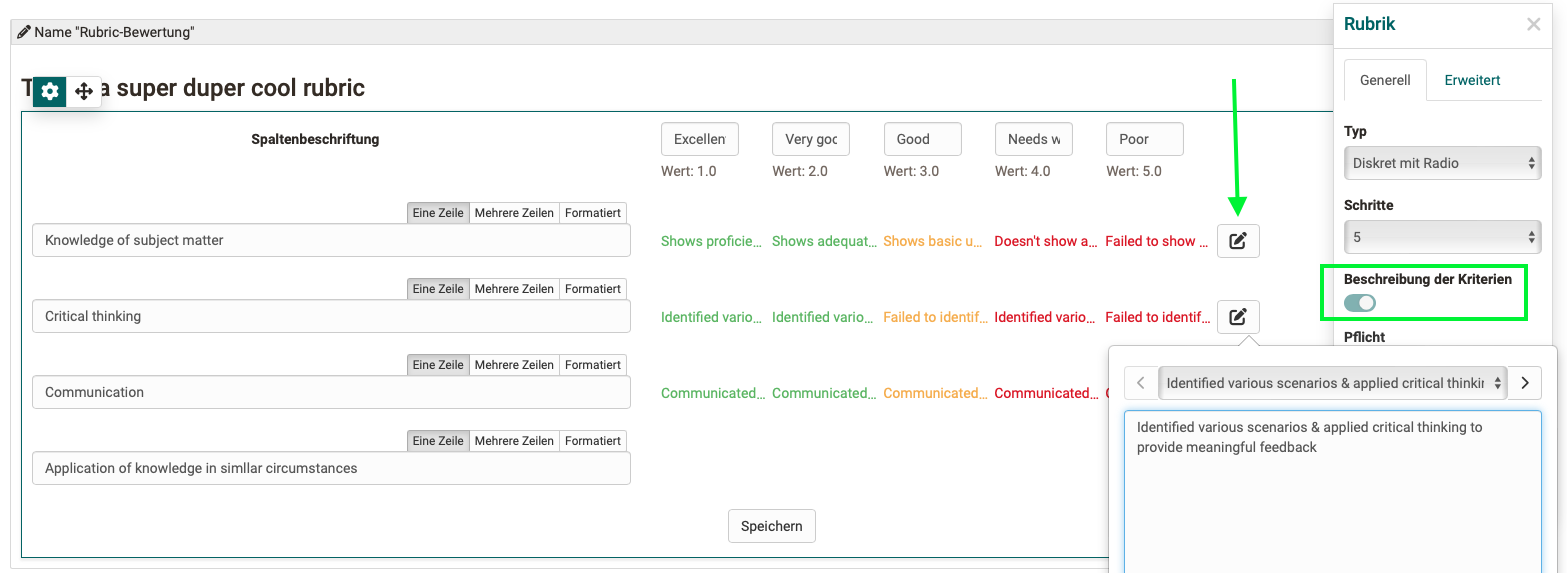 Name "Rubric-Bewertung"
T a super duper cool rubric
Spaltenbeschriftung
Excellen
Very goo
Good
Needs w
Poor
Wert: 1.0
Wert: 2.0
Wert: 3.0
Wert: 4.0
Wert: 5.0
Eine Zeile Mehrere Zeilen Formatiert
Knowledge of subject matter
Shows proficie...
Shows adequat...
Shows basic u...
Doesn't show a...
Failed to show ...
Eine Zeile Mehrere Zeilen Formatiert
Critical thinking
Identified vario...
Identified vario...
Failed to identif...
Identified vario...
Failed to identif...
Eine Zeile Mehrere Zeilen Formatiert
Communication
Communicated...
Communicated...
Communicated...
Communicated...
Eine Zeile Mehrere Zeilen Formatiert
Application of knowledge in simllar circumstances
Speichern
Rubrik
Generell
Erweitert
Typ
Diskret mit Radio
Schritte
5
Beschreibung der Kriterien
Pflicht
Identified various scenarios & applied critical thinkin
Identified various scenarios & applied critical thinking to
provide meaningful feedback